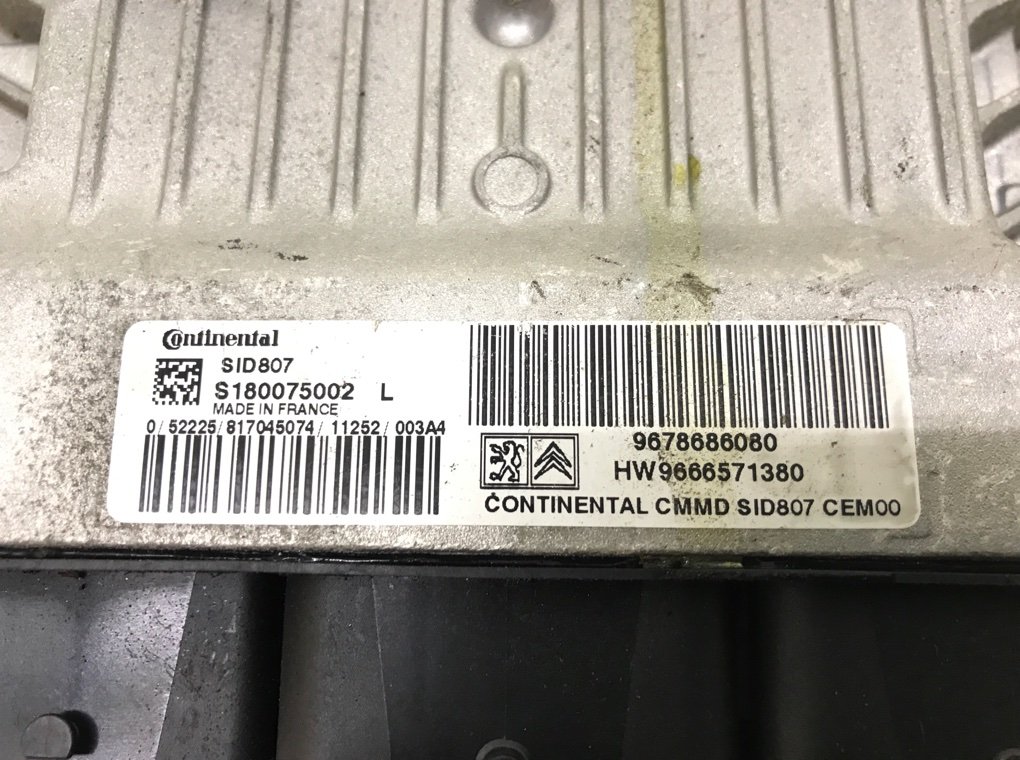 Continental
SID807
S180075002 L
MADE IN FRANCE
0/52225/817045074/11252/003A4
9678686080
HW9666571380
CONTINENTAL CMMD SID807 CEM00